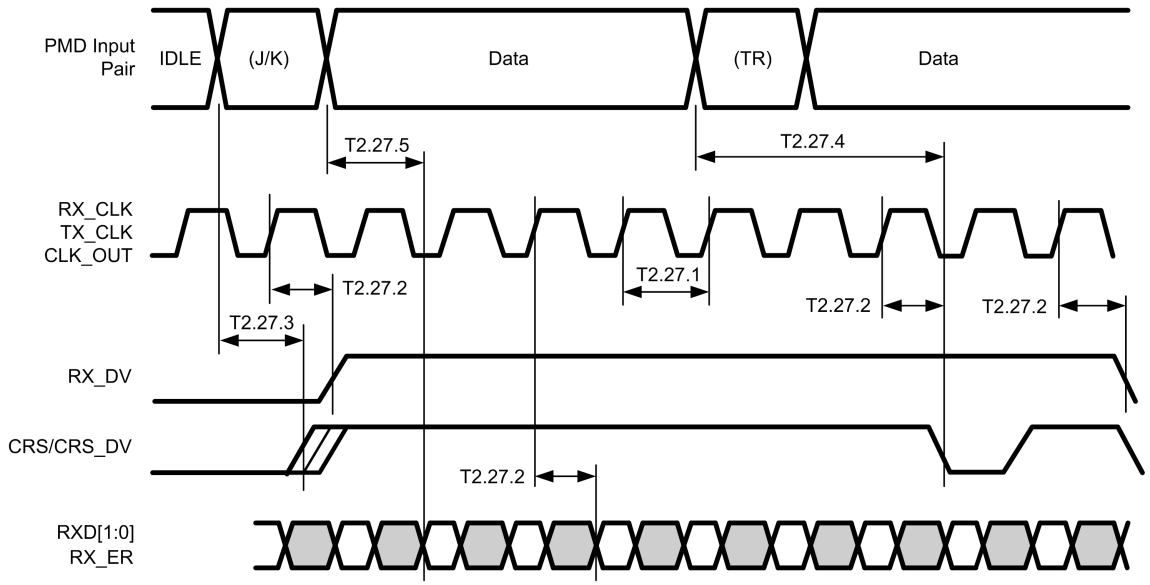 PMD Input
Pair
IDLE
(J/K)
Data
(TR)
Data
T2.27.5
T2.27.4
RX_CLK
TX_CLK
CLK_OUT
T2.27.2
T2.27.1
T2.27.2
T2.27.2
T2.27.3
RX_DV
CRS/CRS_DV
T2.27.2
RXD[1:0]
RX_ER